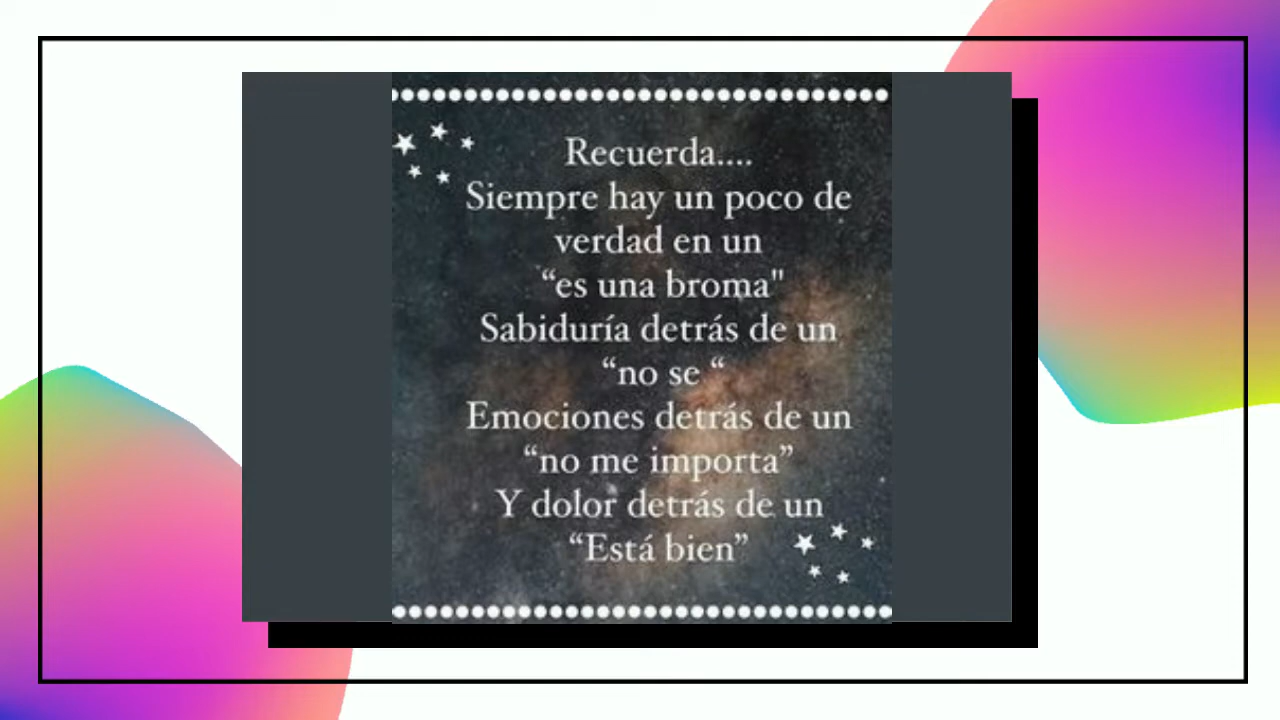 Recuerda....
Siempre hay un poco de
verdad en un
“es una broma"
Sabiduría detrás de un
“no se “
Emociones detrás de un
“no me importa”
Y dolor detrás de un
“Está bien”